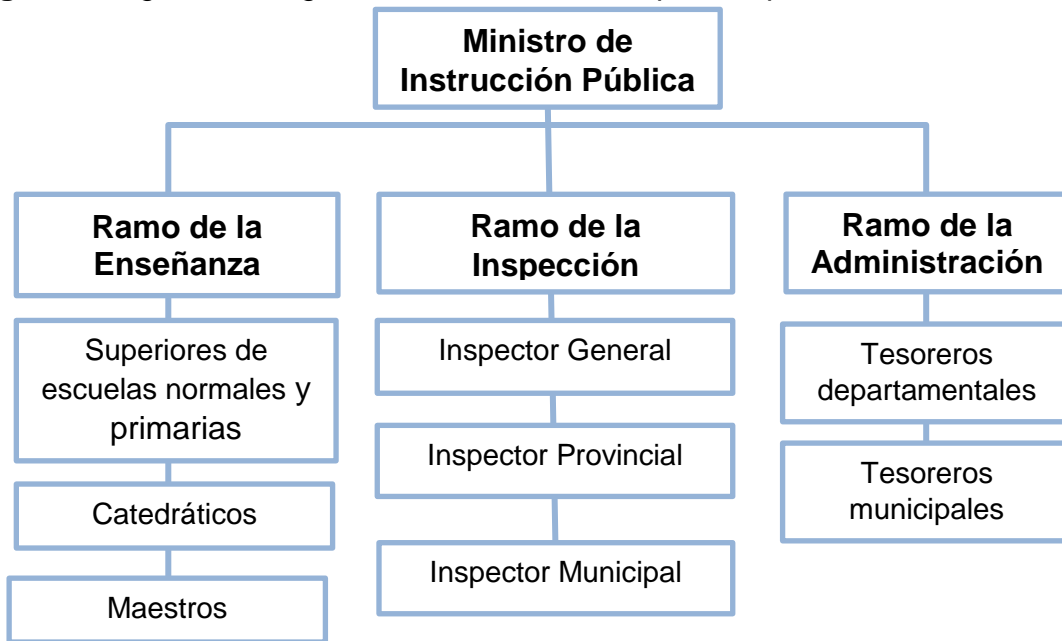 Ministro de
Instrucción Pública
Ramo de la
Enseñanza
Superiores de
escuelas normales y
primarias
Catedráticos
Maestros
Ramo de la
Inspección
Inspector General
Inspector Provincial
Inspector Municipal
Ramo de la
Administración
Tesoreros
departamentales
Tesoreros
municipales